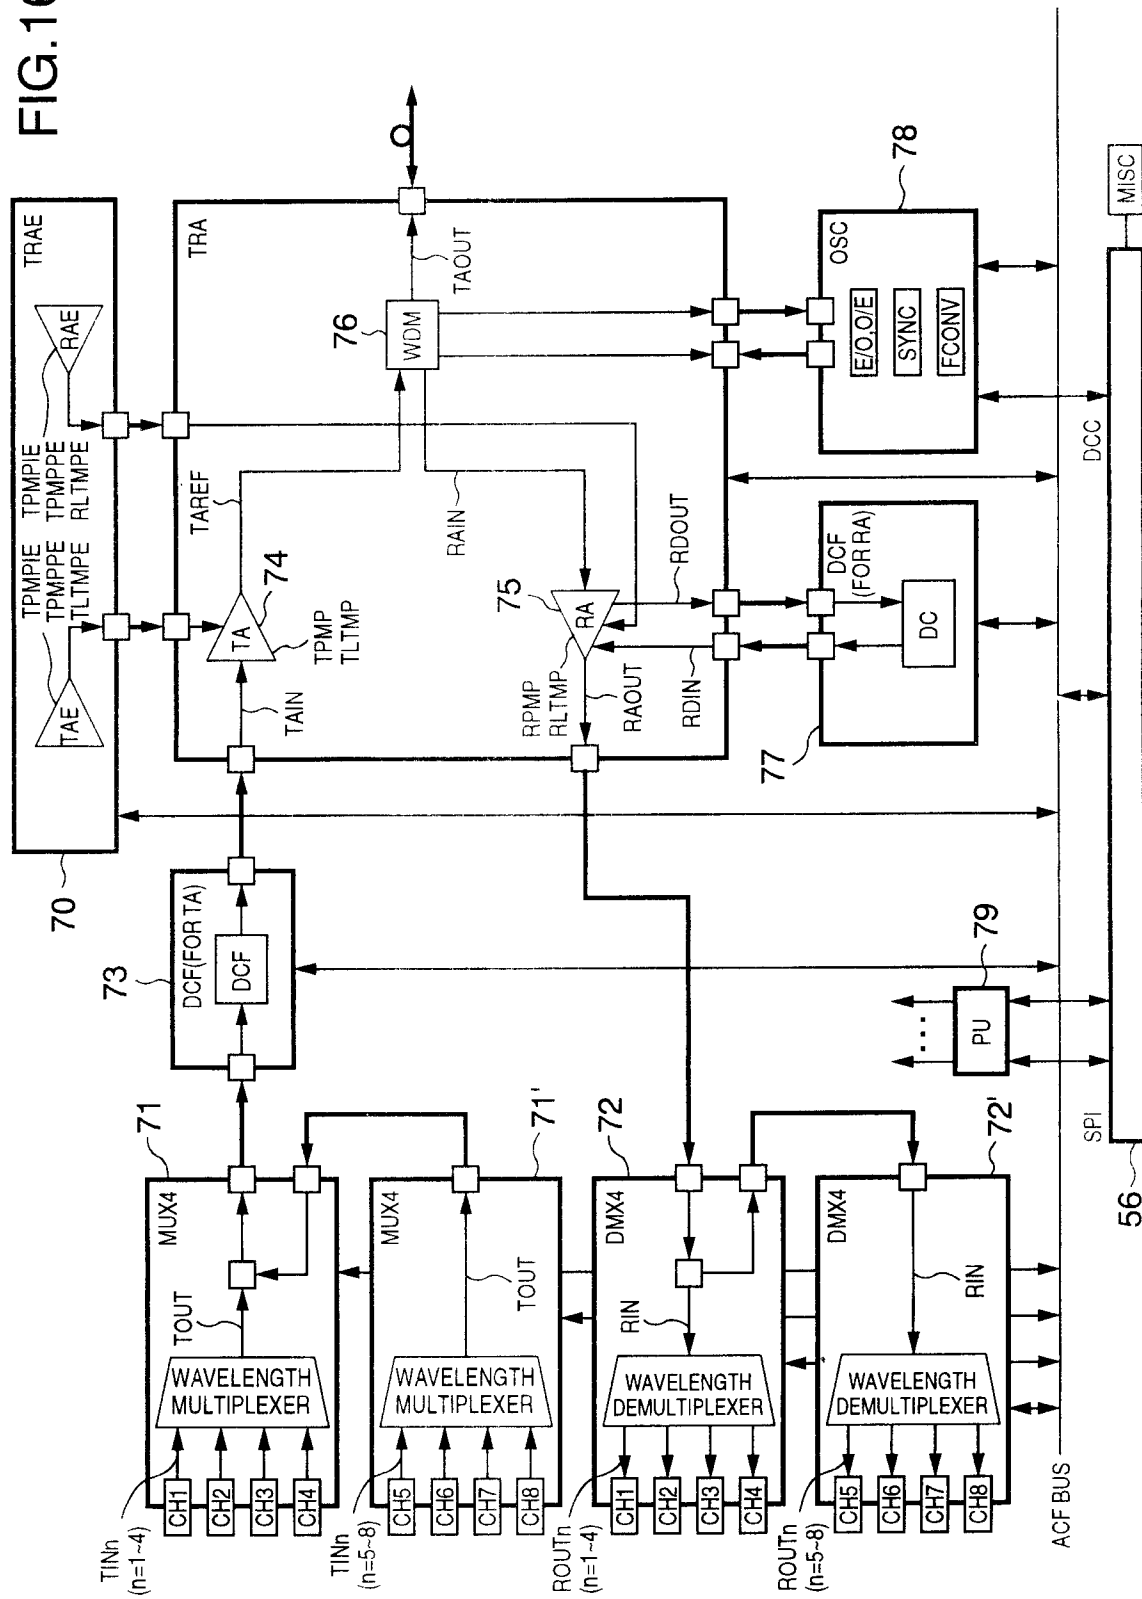 FIG.16
TRAE
TAE
TPMPIE
TPMPPE
TLTMPE
TPMPIE
TPMPPE
RLTMPE
RAE
70
TRA
TAIN
TA
74
TPMP
TLTMP
TAREF
76
WDM
TAOUT
RAIN
75
RA
RPMP
RLTMP
RAOUT
RDIN
RDOUT
73
DCF(FOR TA)
DCF
77
DCF
(FOR RA)
DC
78
OSC
E/O,O/E
SYNC
FCONV
71
MUX4
TOUT
WAVELENGTH
MULTIPLEXER
CH1
CH2
CH3
CH4
TINn
(n=1~4)
71'
MUX4
TOUT
WAVELENGTH
MULTIPLEXER
CH5
CH6
CH7
CH8
TINn
(n=5~8)
72
DMX4
RIN
WAVELENGTH
DEMULTIPLEXER
CH1
CH2
CH3
CH4
ROUTn
(n=1~4)
72'
DMX4
RIN
WAVELENGTH
DEMULTIPLEXER
CH5
CH6
CH7
CH8
ROUTn
(n=5~8)
79
PU
...
ACF BUS
SPI
DCC
MISC
56